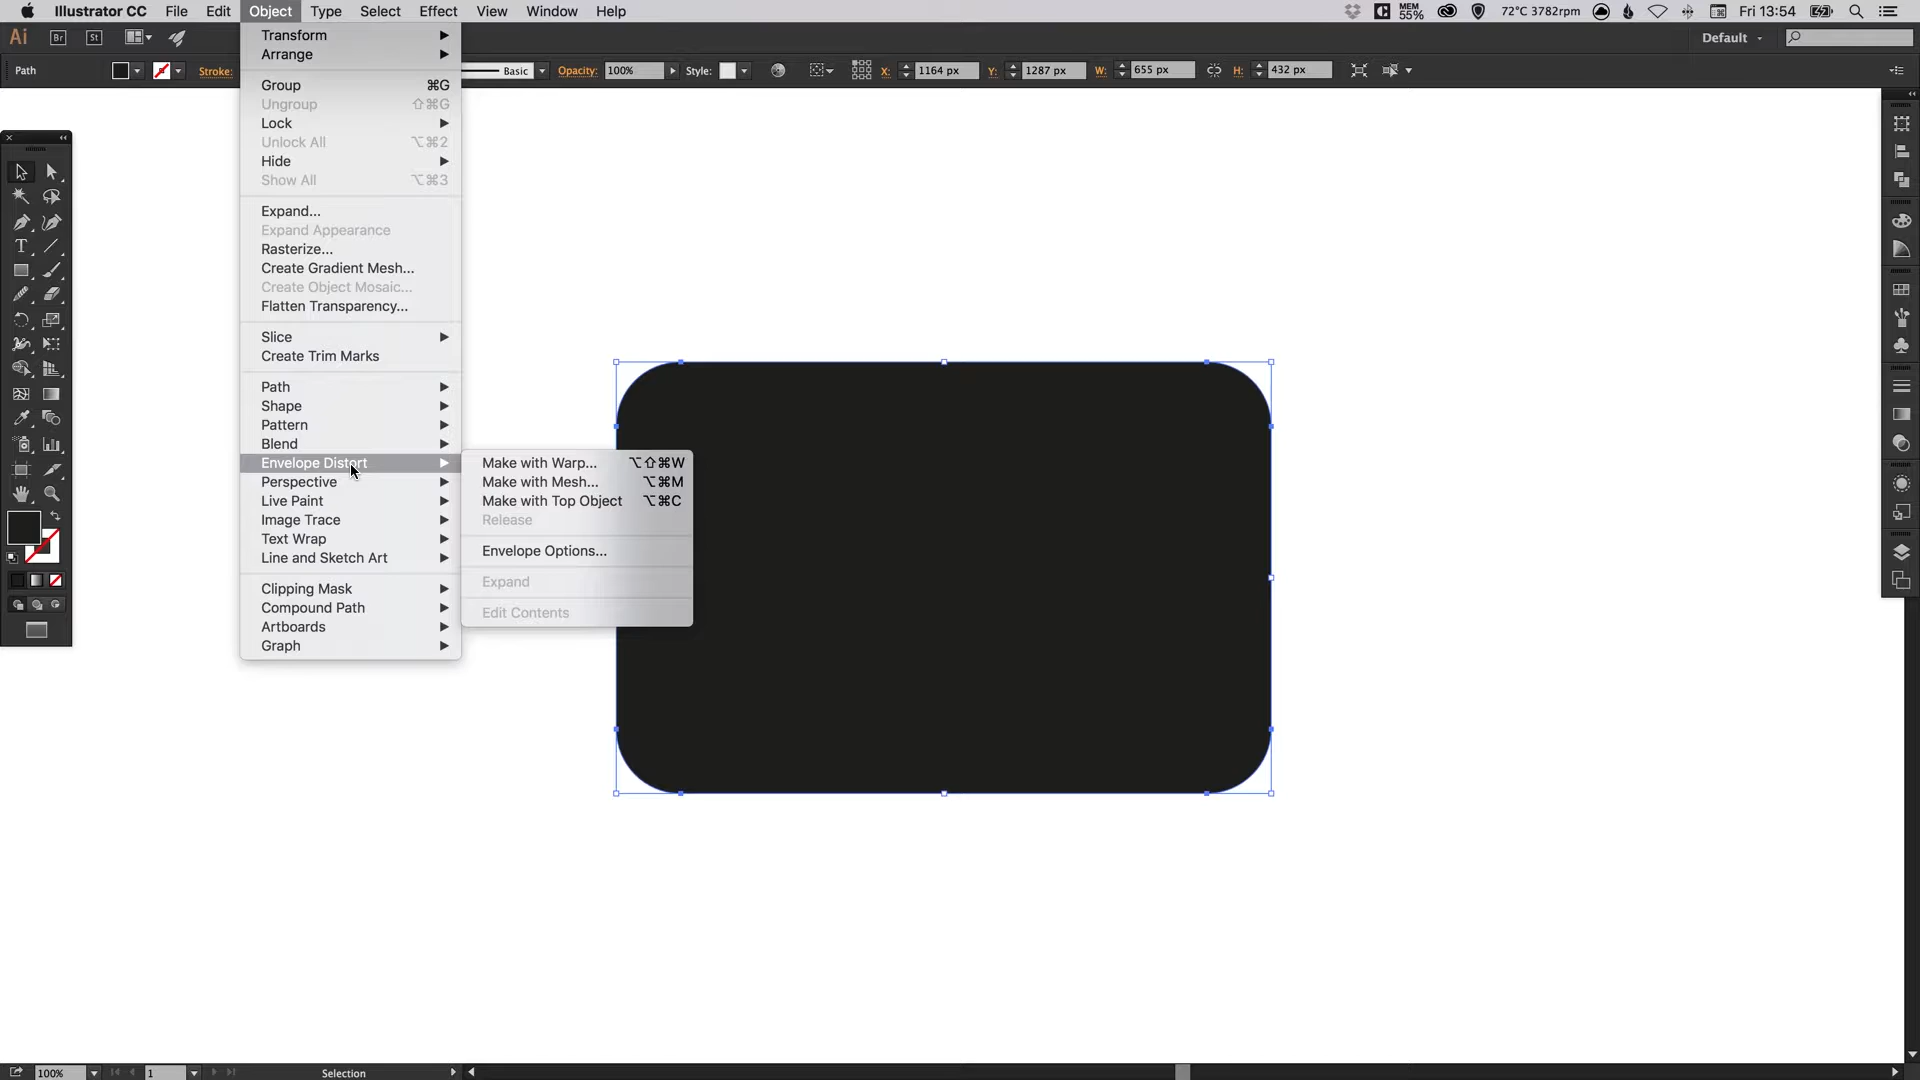 Illustrator CC File Edit Object Type Select Effect View Window Help MEM 55% 72°C 3782rpm Fri 13:54
Ai Br St Default
Path Stroke: Basic Opacity: 100% Style: X: 1164 px Y: 1287 px W: 655 px H: 432 px
Transform
Arrange
Group ⌘G
Ungroup ⇧⌘G
Lock
Unlock All ⌥⌘2
Hide
Show All ⌥⌘3
Expand...
Expand Appearance
Rasterize...
Create Gradient Mesh...
Create Object Mosaic...
Flatten Transparency...
Slice
Create Trim Marks
Path
Shape
Pattern
Blend
Envelope Distort
Perspective
Live Paint
Image Trace
Text Wrap
Line and Sketch Art
Clipping Mask
Compound Path
Artboards
Graph
Make with Warp... ⌥⇧⌘W
Make with Mesh... ⌥⌘M
Make with Top Object ⌥⌘C
Release
Envelope Options...
Expand
Edit Contents
100% 1 Selection